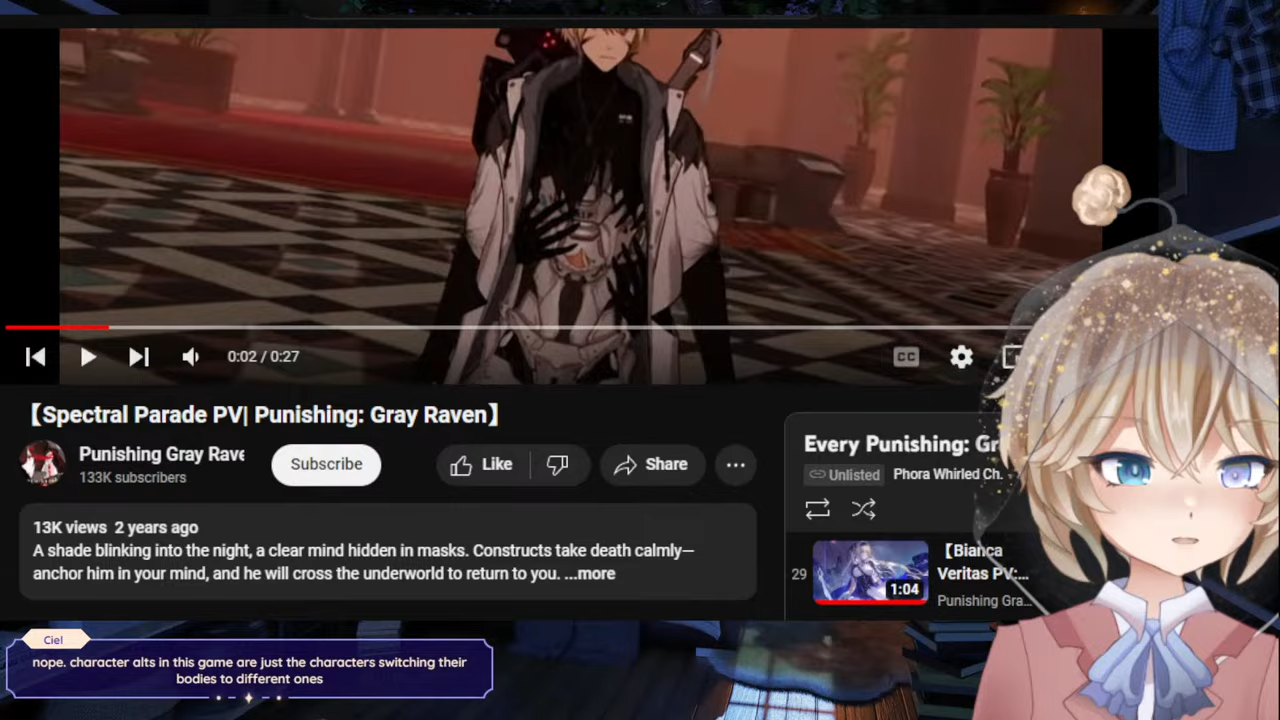 CC
0:02 / 0:27
【Spectral Parade PV| Punishing: Gray Raven】
Punishing Gray Rave
133K subscribers
Subscribe
Like
Share
13K views 2 years ago
A shade blinking into the night, a clear mind hidden in masks. Constructs take death calmly—
anchor him in your mind, and he will cross the underworld to return to you. ...more
Every Punishing: Gr
Unlisted
Phora Whirled Ch.
29
1:04
【Bianca
Veritas PV:...
Punishing Gra...
Ciel
nope. character alts in this game are just the characters switching their
bodies to different ones